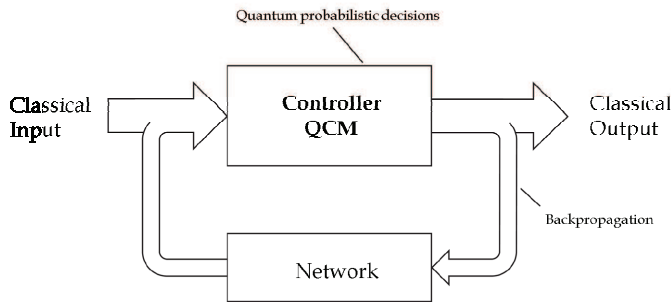 Quantum probabilistic decisions
Classical
Input
Controller
QCM
Classical
Output
Backpropagation
Network